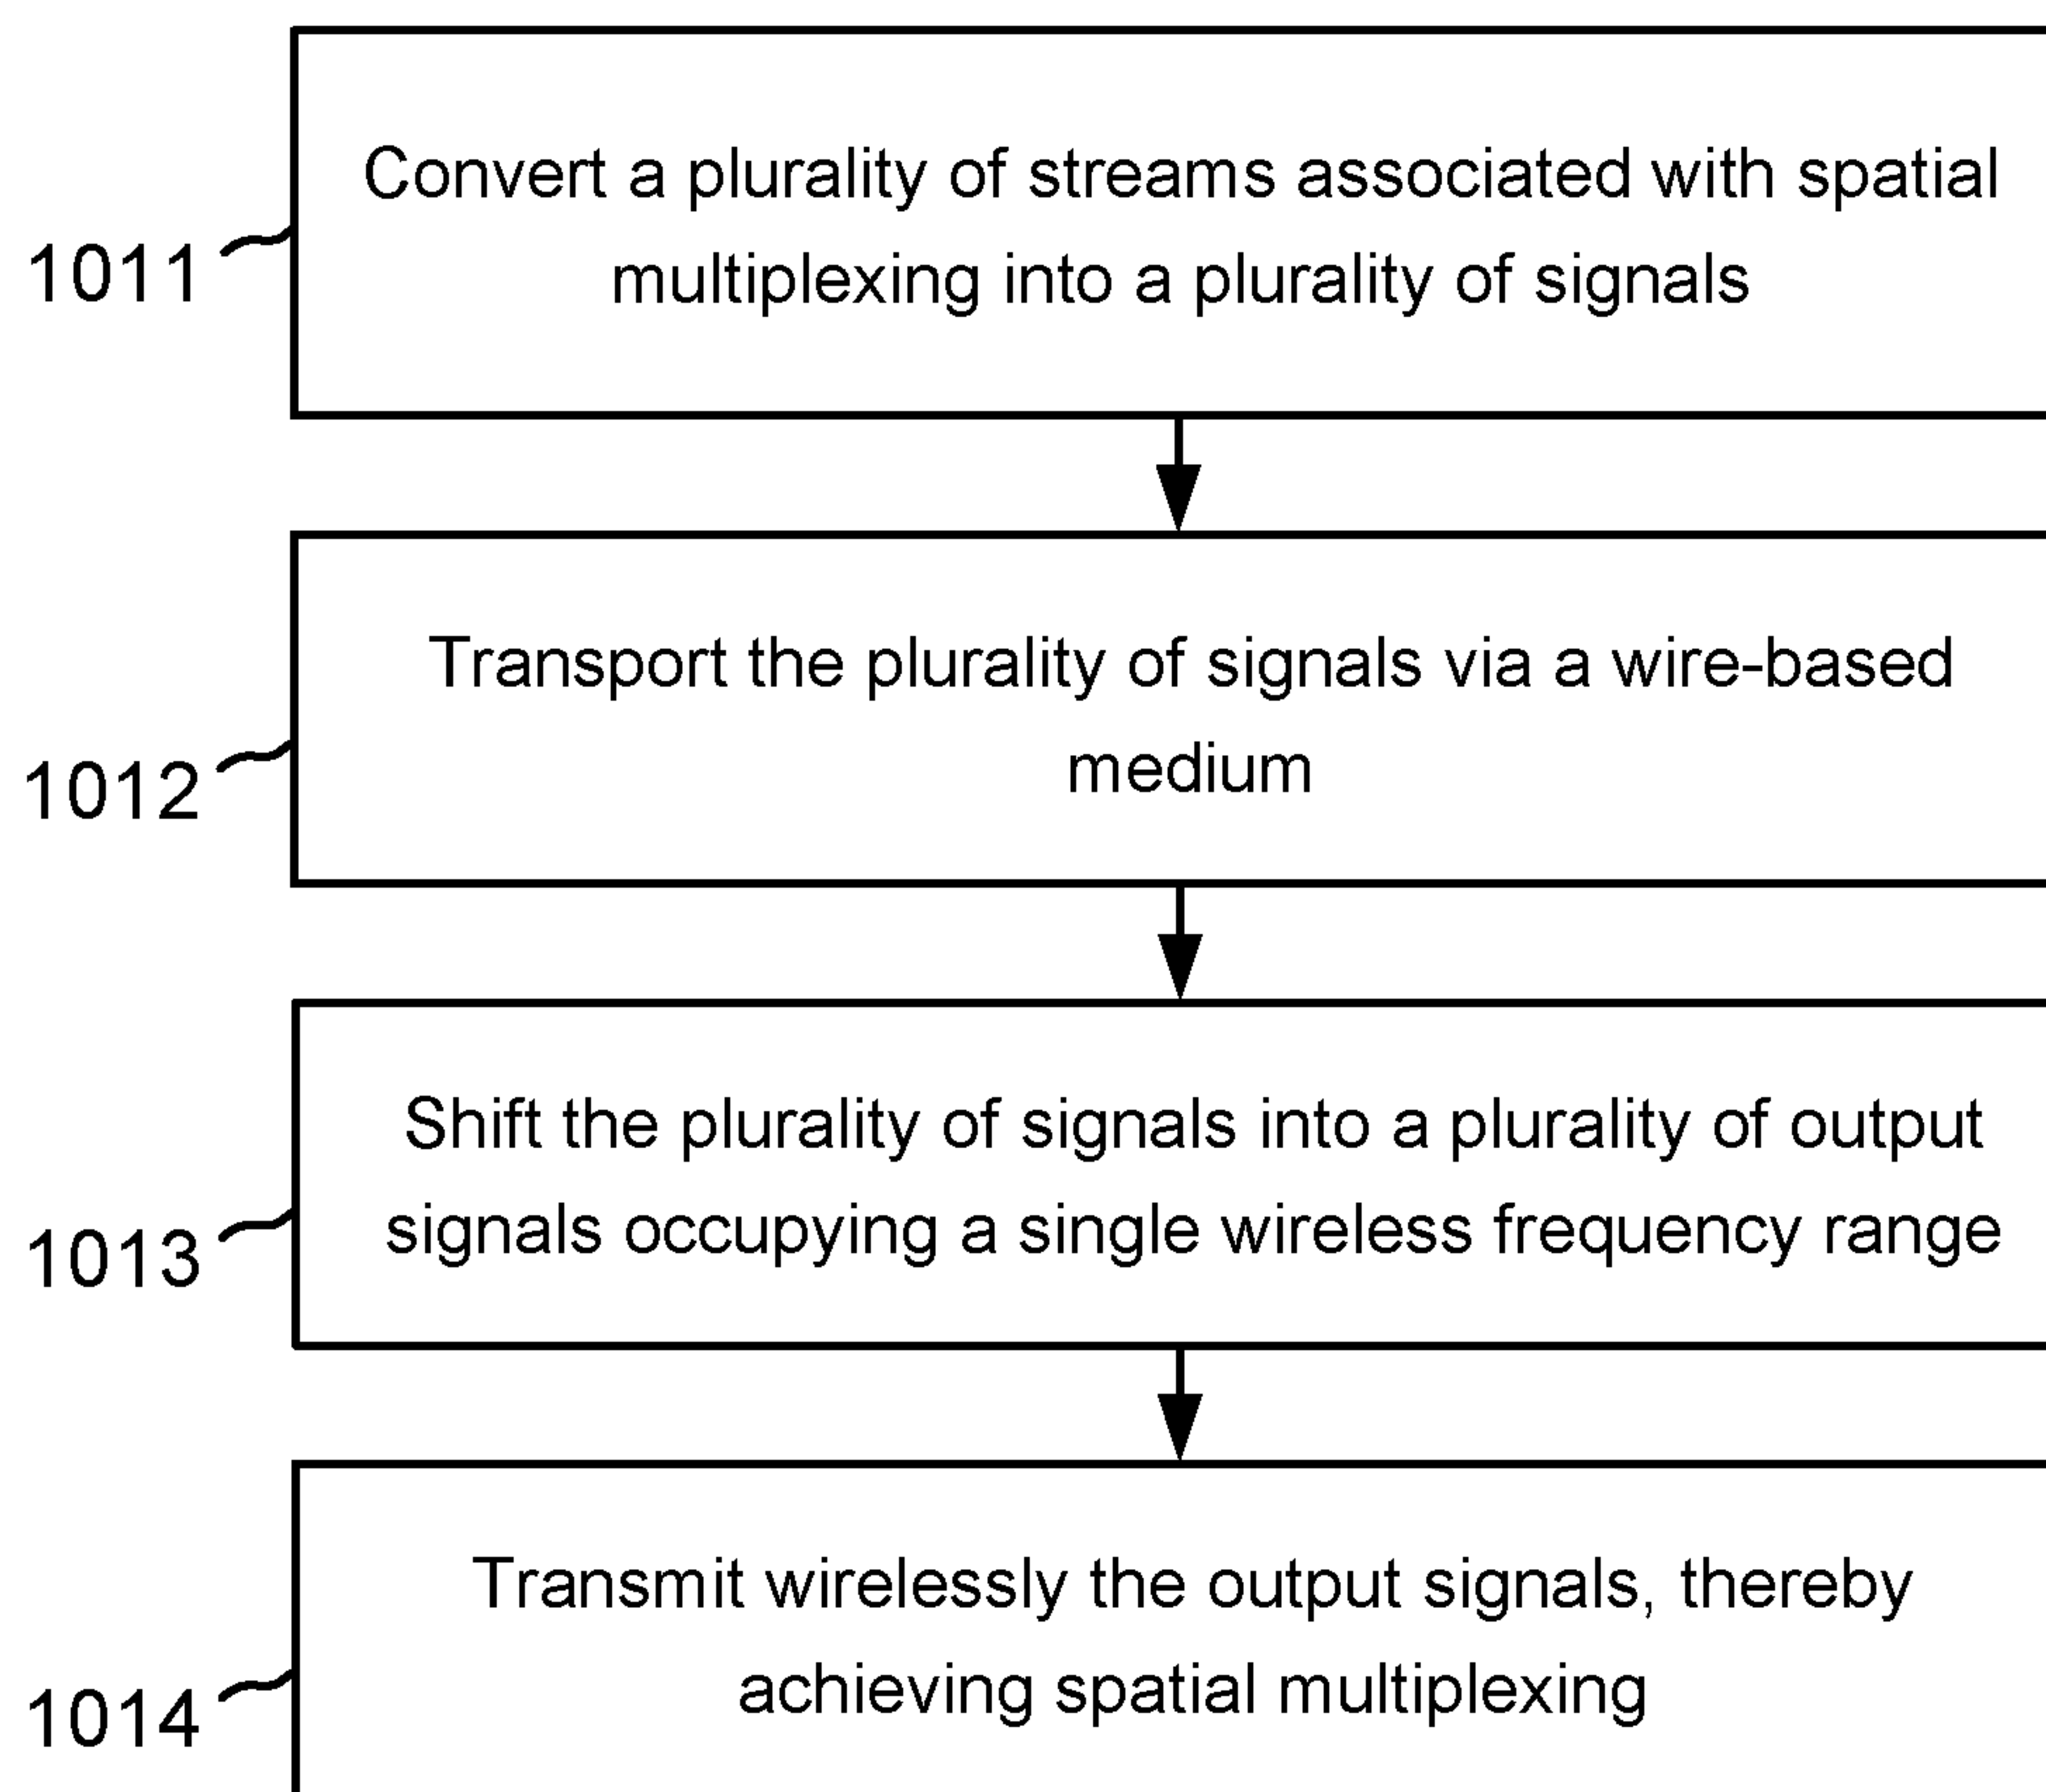 Convert a plurality of streams associated with spatial
multiplexing into a plurality of signals
1011
Transport the plurality of signals via a wire-based
medium
1012
Shift the plurality of signals into a plurality of output
signals occupying a single wireless frequency range
1013
Transmit wirelessly the output signals, thereby
achieving spatial multiplexing
1014